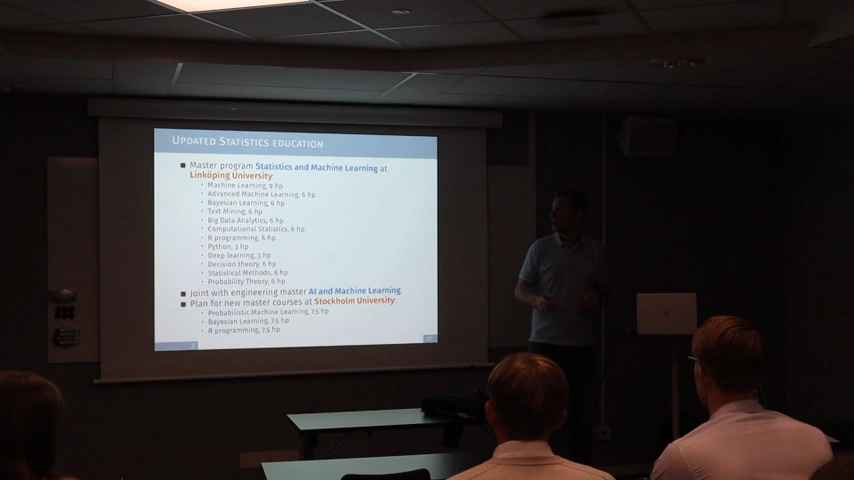 UPDATED STATISTICS EDUCATION
Master program Statistics and Machine Learning at
Linköping University:
Machine Learning, 9 hp
Advanced Machine Learning, 6 hp
Bayesian Learning, 6 hp
Text Mining, 6 hp
Big Data Analytics, 6 hp
Computational Statistics, 6 hp
R programming, 6 hp
Python, 3 hp
Deep learning, 3 hp
Decision theory, 6 hp
Statistical Methods, 6 hp
Probability Theory, 6 hp
Joint with engineering master AI and Machine Learning.
Plan for new master courses at Stockholm University:
Probabilistic Machine Learning, 7.5 hp
Bayesian Learning, 7.5 hp
R programming, 7.5 hp